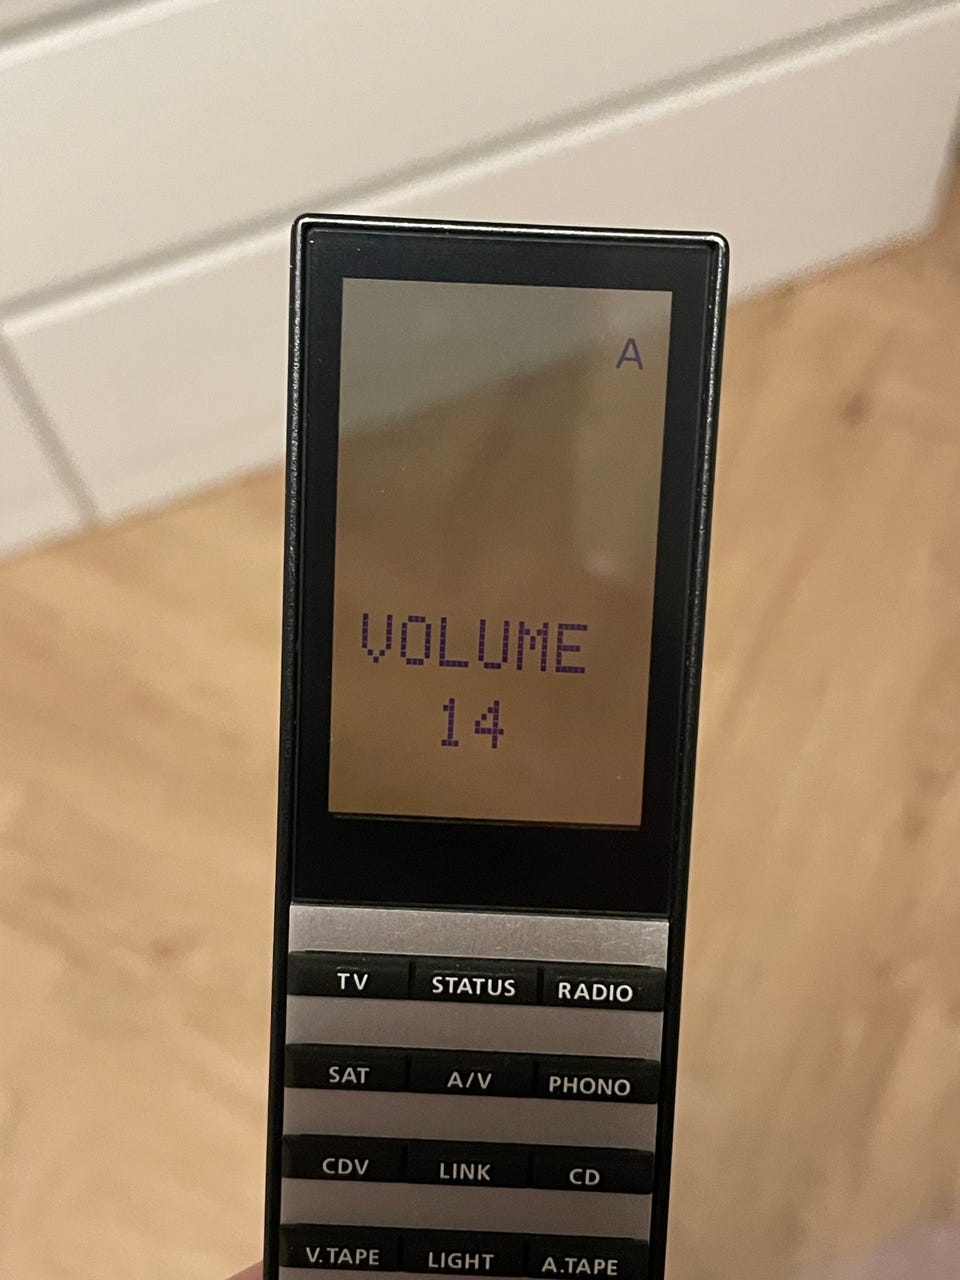 A
VOLUME
14
TV STATUS RADIO
SAT A/V PHONO
CDV LINK CD
V.TAPE LIGHT A.TAPE